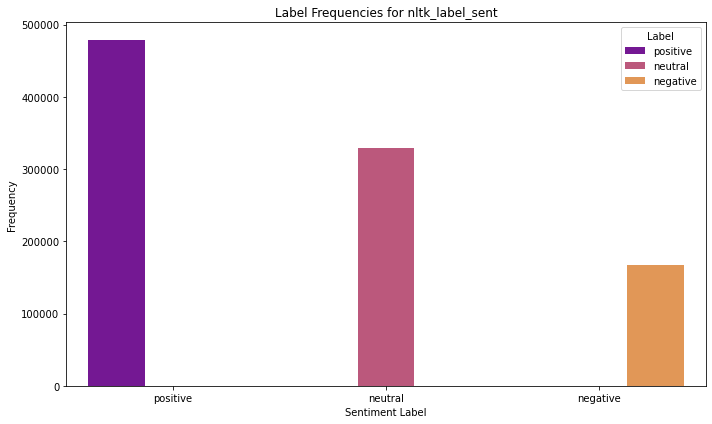 Label Frequencies for nltk_label_sent
Label
positive
neutral
negative
500000
400000
300000
200000
100000
0
Frequency
positive
neutral
negative
Sentiment Label